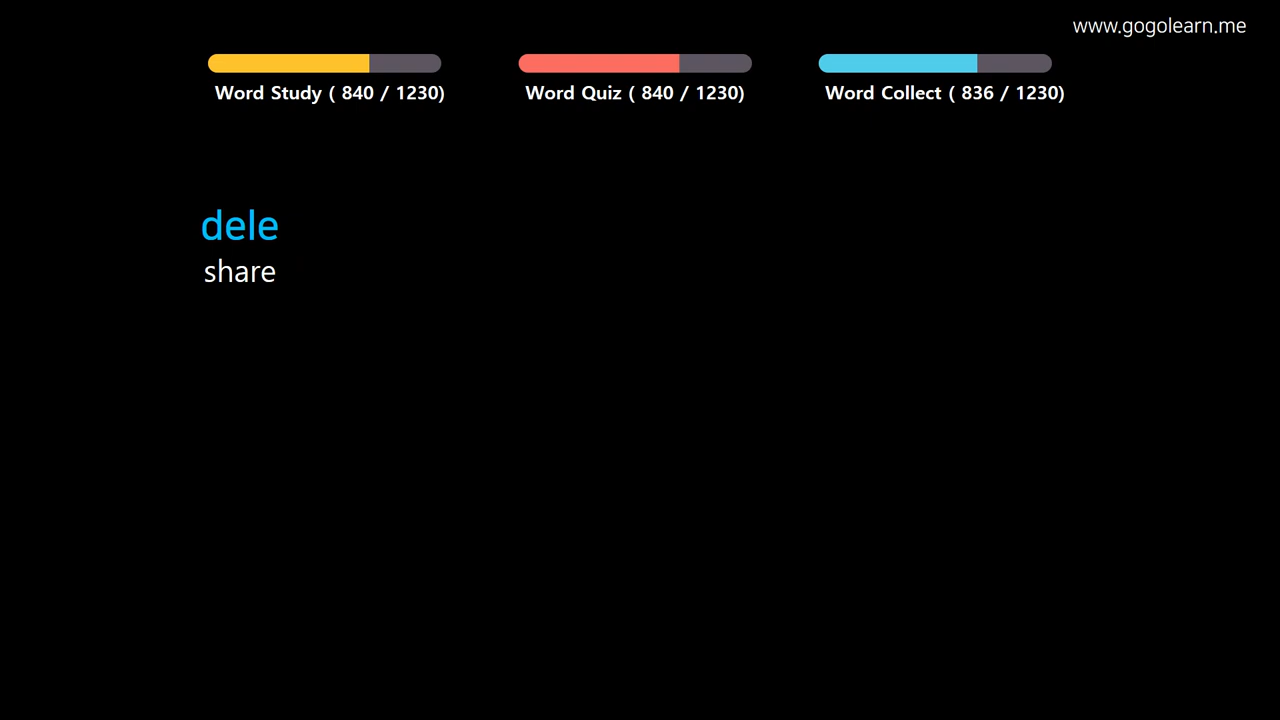 www.gogolearn.me
Word Study ( 840 / 1230)
Word Quiz ( 840 / 1230)
Word Collect ( 836 / 1230)
dele
share